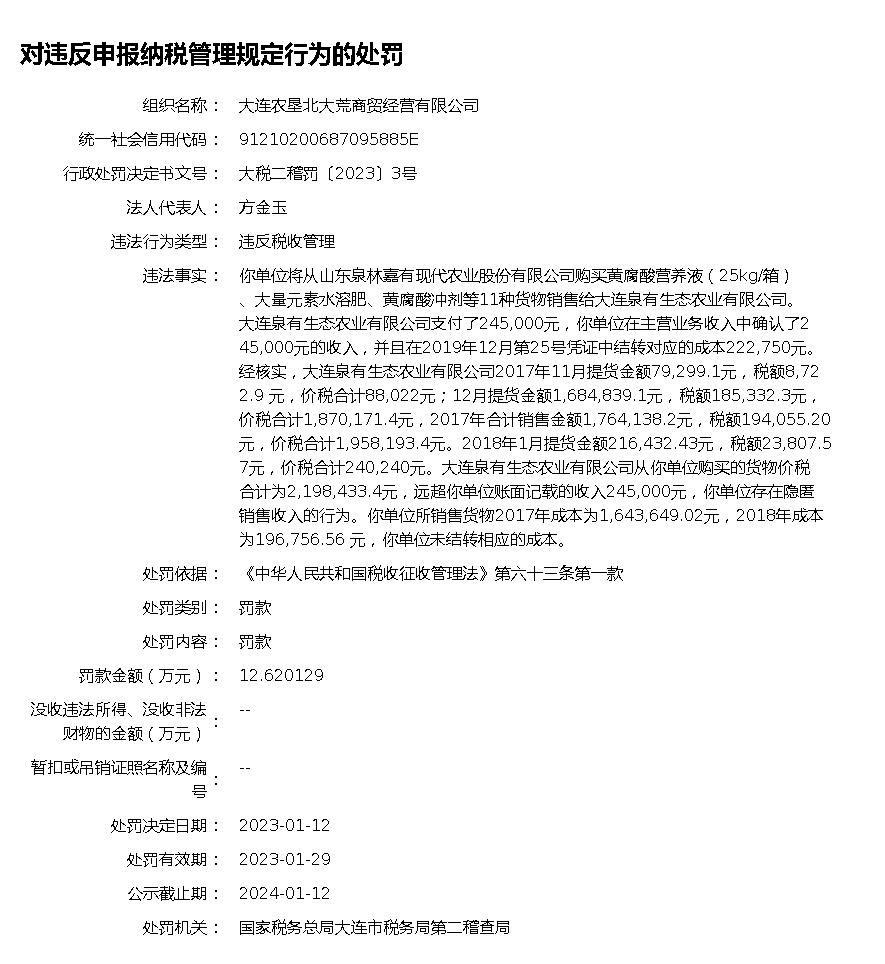 对违反申报纳税管理规定行为的处罚
组织名称： 大连农垦北大荒商贸经营有限公司
统一社会信用代码： 91210200687095885E
行政处罚决定书文号： 大税二稽罚〔2023〕3号
法人代表人： 方金玉
违法行为类型： 违反税收管理
违法事实： 你单位将从山东泉林嘉有现代农业股份有限公司购买黄腐酸营养液（25kg/箱）
、大量元素水溶肥、黄腐酸冲剂等11种货物销售给大连泉有生态农业有限公司。
大连泉有生态农业有限公司支付了245,000元，你单位在主营业务收入中确认了2
45,000元的收入，并且在2019年12月第25号凭证中结转对应的成本222,750元。
经核实，大连泉有生态农业有限公司2017年11月提货金额79,299.1元，税额8,72
2.9 元，价税合计88,022元；12月提货金额1,684,839.1元，税额185,332.3元，
价税合计1,870,171.4元，2017年合计销售金额1,764,138.2元，税额194,055.20
元，价税合计1,958,193.4元。2018年1月提货金额216,432.43元，税额23,807.5
7元，价税合计240,240元。大连泉有生态农业有限公司从你单位购买的货物价税
合计为2,198,433.4元，远超你单位账面记载的收入245,000元，你单位存在隐匿
销售收入的行为。你单位所销售货物2017年成本为1,643,649.02元，2018年成本
为196,756.56 元，你单位未结转相应的成本。
处罚依据： 《中华人民共和国税收征收管理法》第六十三条第一款
处罚类别： 罚款
处罚内容： 罚款
罚款金额（万元）： 12.620129
没收违法所得、没收非法
财物的金额（万元）： --
暂扣或吊销证照名称及编
号： --
处罚决定日期： 2023-01-12
处罚有效期： 2023-01-29
公示截止期： 2024-01-12
处罚机关： 国家税务总局大连市税务局第二稽查局